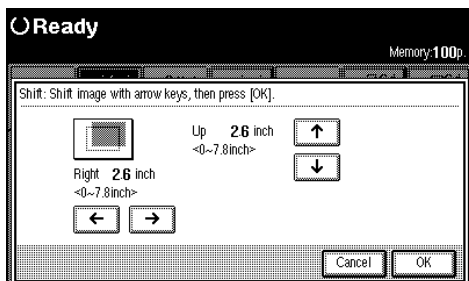 Ready
Memory:100p.
Shift: Shift image with arrow keys, then press [OK].
Up 2.6 inch
<0~7.8inch>
Right 2.6 inch
<0~7.8inch>
Cancel OK